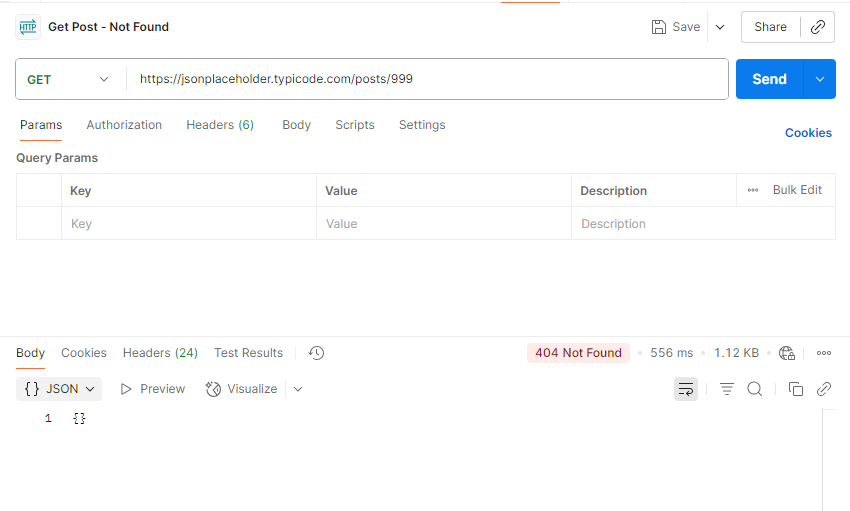 HTTP Get Post - Not Found Save Share
GET https://jsonplaceholder.typicode.com/posts/999 Send
Params Authorization Headers (6) Body Scripts Settings Cookies
Query Params
Key Value Description Bulk Edit
Key Value Description
Body Cookies Headers (24) Test Results 404 Not Found 556 ms 1.12 KB
{} JSON Preview Visualize
1 {}